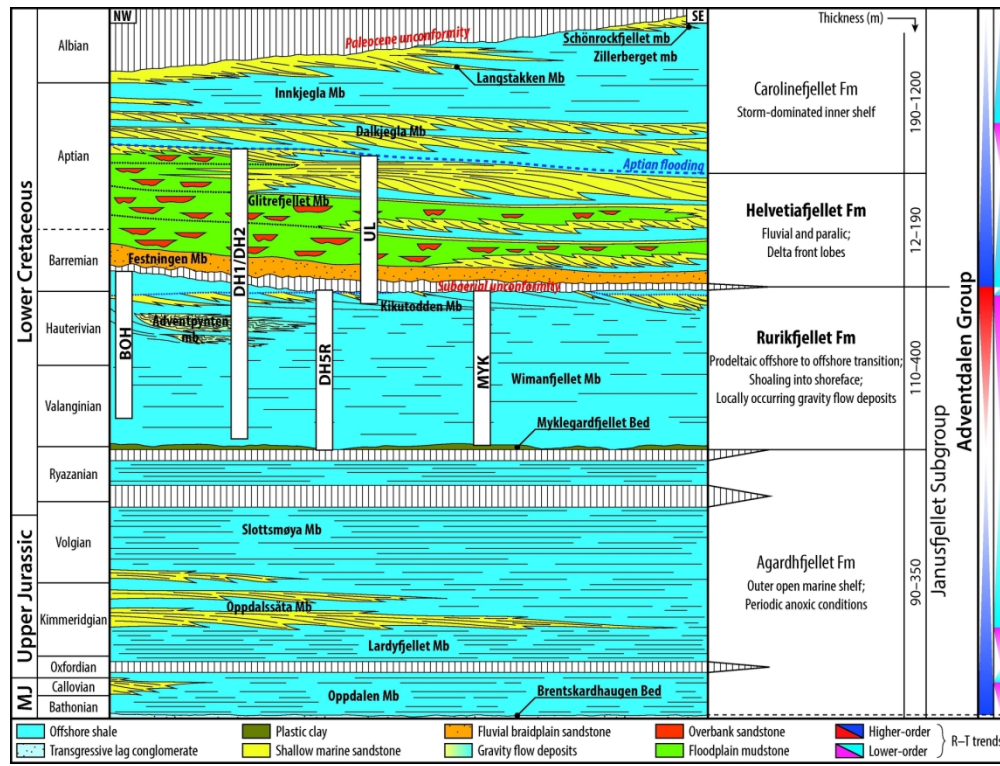 NW
SE
Thickness (m)
Lower Cretaceous
Upper Jurassic
MJ
Albian
Aptian
Barremian
Hauterivian
Valanginian
Ryazanian
Volgian
Kimmeridgian
Oxfordian
Callovian
Bathonian
Paleocene unconformity
Schönrockfjellet mb
Zillerberget mb
Langstakken Mb
Innkjegla Mb
Dalkjegla Mb
Aptian flooding
Glitrefjellet Mb
Festningen Mb
Subaerial unconformity
Kikutodden Mb
Adventpynten
mb
Wimanfjellet Mb
Myklegardfjellet Bed
Slottsmøya Mb
Oppdalssåta Mb
Lardyfjellet Mb
Oppdalen Mb
Brentskardhaugen Bed
BOH
DH1/DH2
DH5R
UL
MYK
Carolinefjellet Fm
Storm-dominated inner shelf
190–1200
Helvetiafjellet Fm
Fluvial and paralic;
Delta front lobes
12–190
Rurikfjellet Fm
Prodeltaic offshore to offshore transition;
Shoaling into shoreface;
Locally occurring gravity flow deposits
110–400
Agardhfjellet Fm
Outer open marine shelf;
Periodic anoxic conditions
90–350
Janusfjellet Subgroup
Adventdalen Group
Offshore shale
Plastic clay
Fluvial braidplain sandstone
Overbank sandstone
Higher-order
Transgressive lag conglomerate
Shallow marine sandstone
Gravity flow deposits
Floodplain mudstone
Lower-order
R–T trends